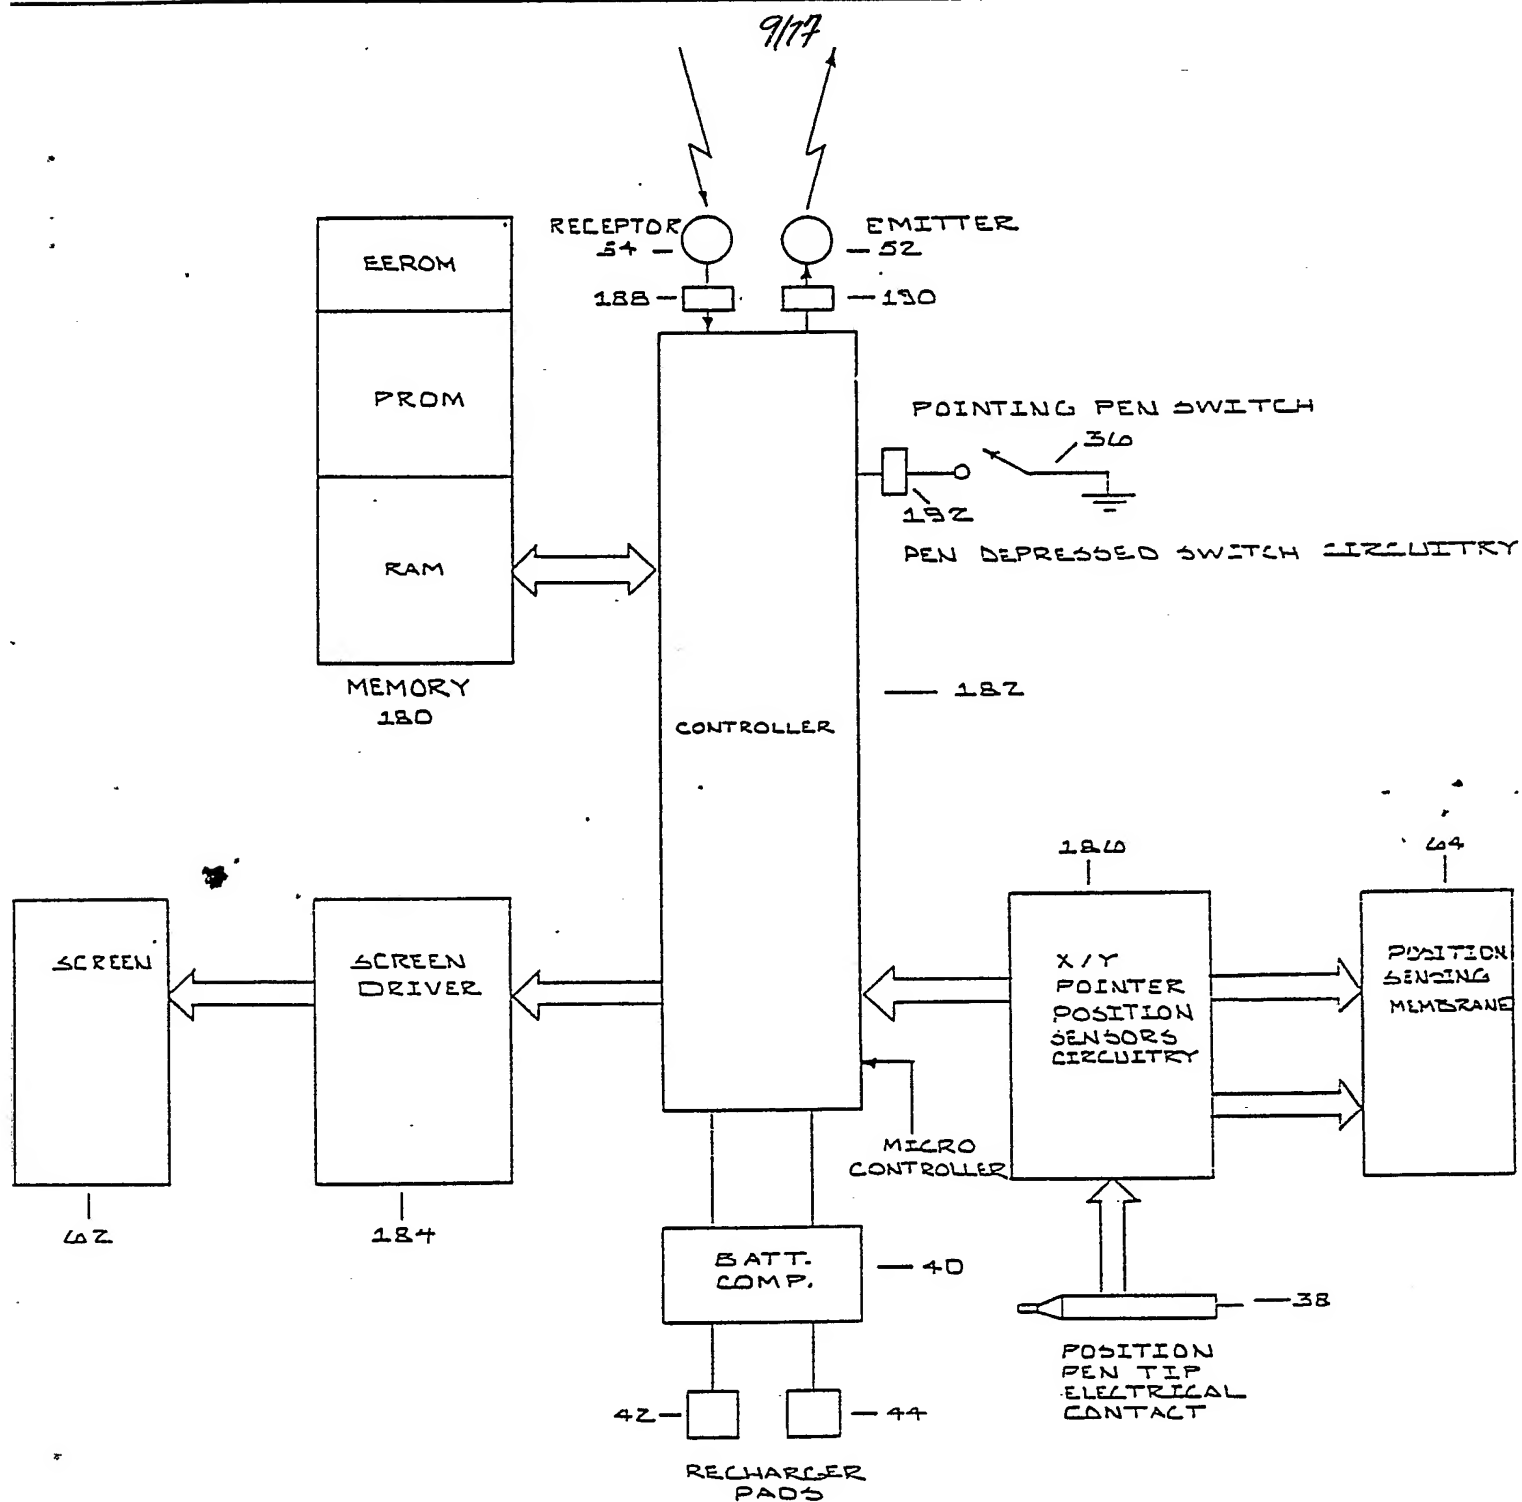 9/17
RECEPTOR
54
EMITTER
52
188
190
EEROM
PROM
RAM
MEMORY
180
POINTING PEN SWITCH
36
192
PEN DEPRESSED SWITCH CIRCUITRY
182
CONTROLLER
186
64
SCREEN
SCREEN
DRIVER
X/Y
POINTER
POSITION
SENSORS
CIRCUITRY
POSITION
SENSING
MEMBRANE
MICRO
CONTROLLER
62
184
BATT.
COMP.
40
38
POSITION
PEN TIP
ELECTRICAL
CONTACT
42
44
RECHARGER
PADS